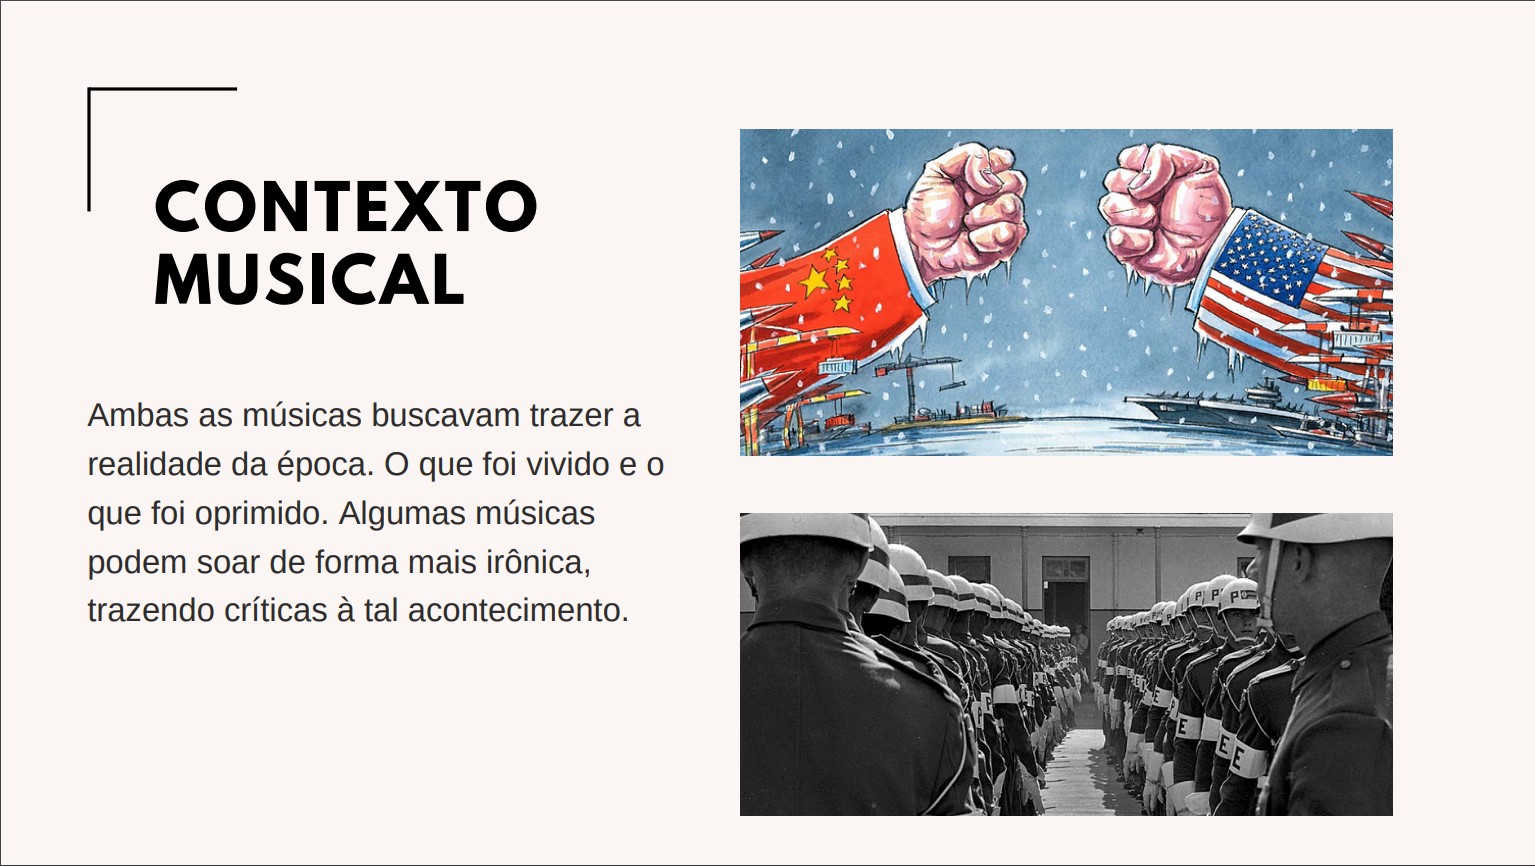 CONTEXTO
MUSICAL
Ambas as músicas buscavam trazer a
realidade da época. O que foi vivido e o
que foi oprimido. Algumas músicas
podem soar de forma mais irônica,
trazendo críticas à tal acontecimento.
P
P
P
P
E
E
E
E